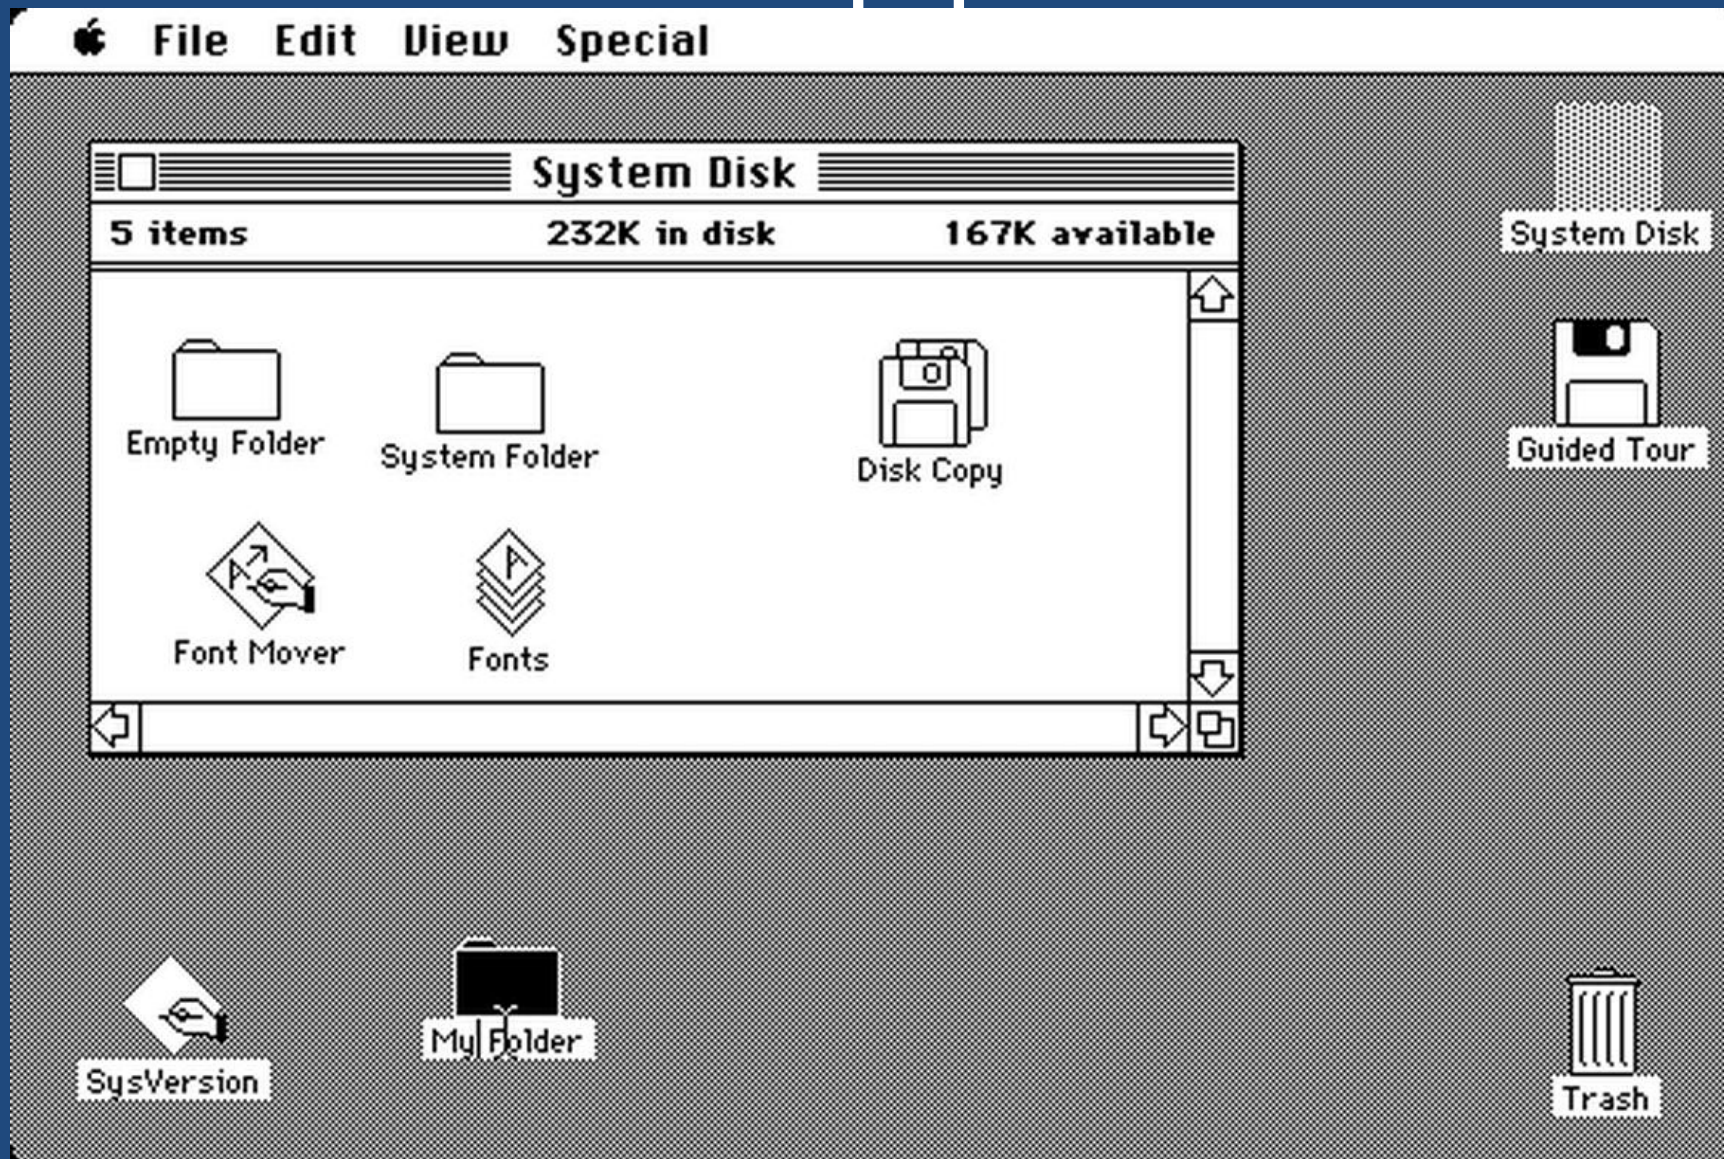 File Edit View Special
System Disk
5 items 232K in disk 167K available
Empty Folder
System Folder
Disk Copy
Font Mover
Fonts
System Disk
Guided Tour
SysVersion
My Folder
Trash